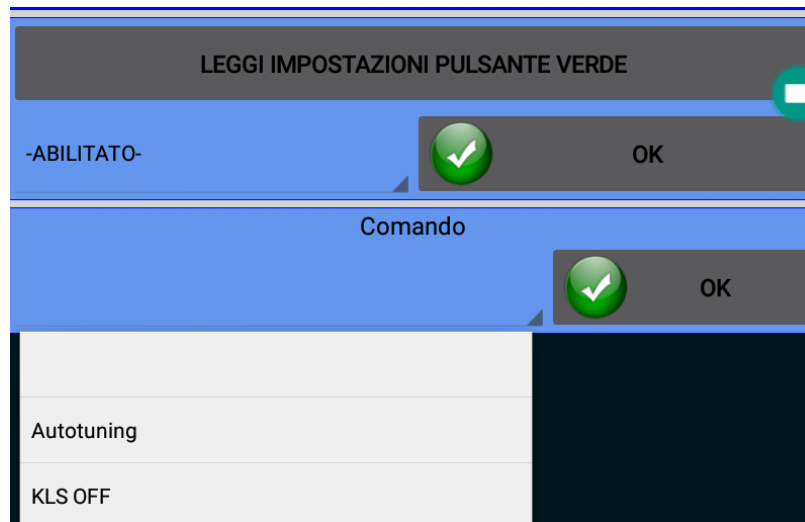 LEGGI IMPOSTAZIONI PULSANTE VERDE
-ABILITATO-
OK
Comando
OK
Autotuning
KLS OFF